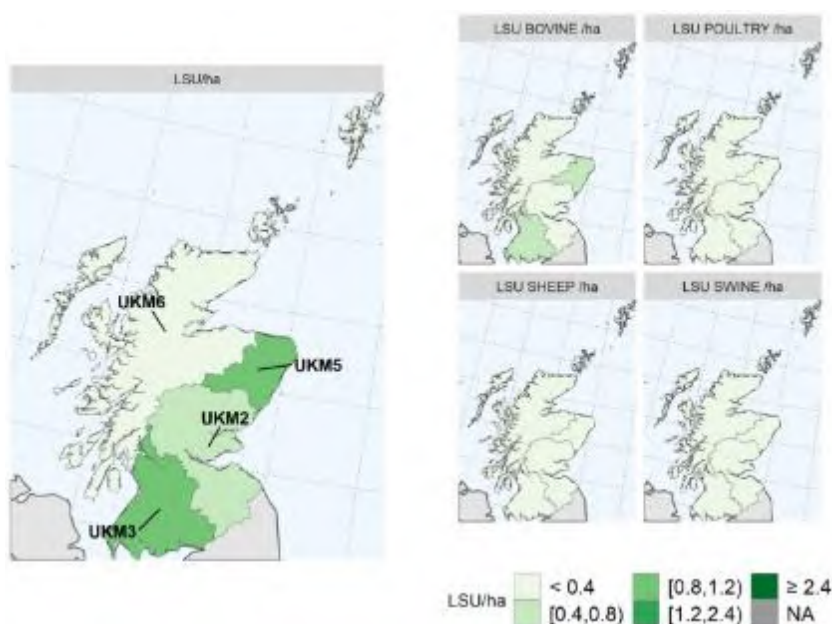 LSU/ha
UKM6
UKM5
UKM2
UKM3
LSU BOVINE /ha
LSU POULTRY /ha
LSU SHEEP /ha
LSU SWINE /ha
LSU/ha
< 0.4
[0.4,0.8)
[0.8,1.2)
[1.2,2.4)
≥ 2.4
NA